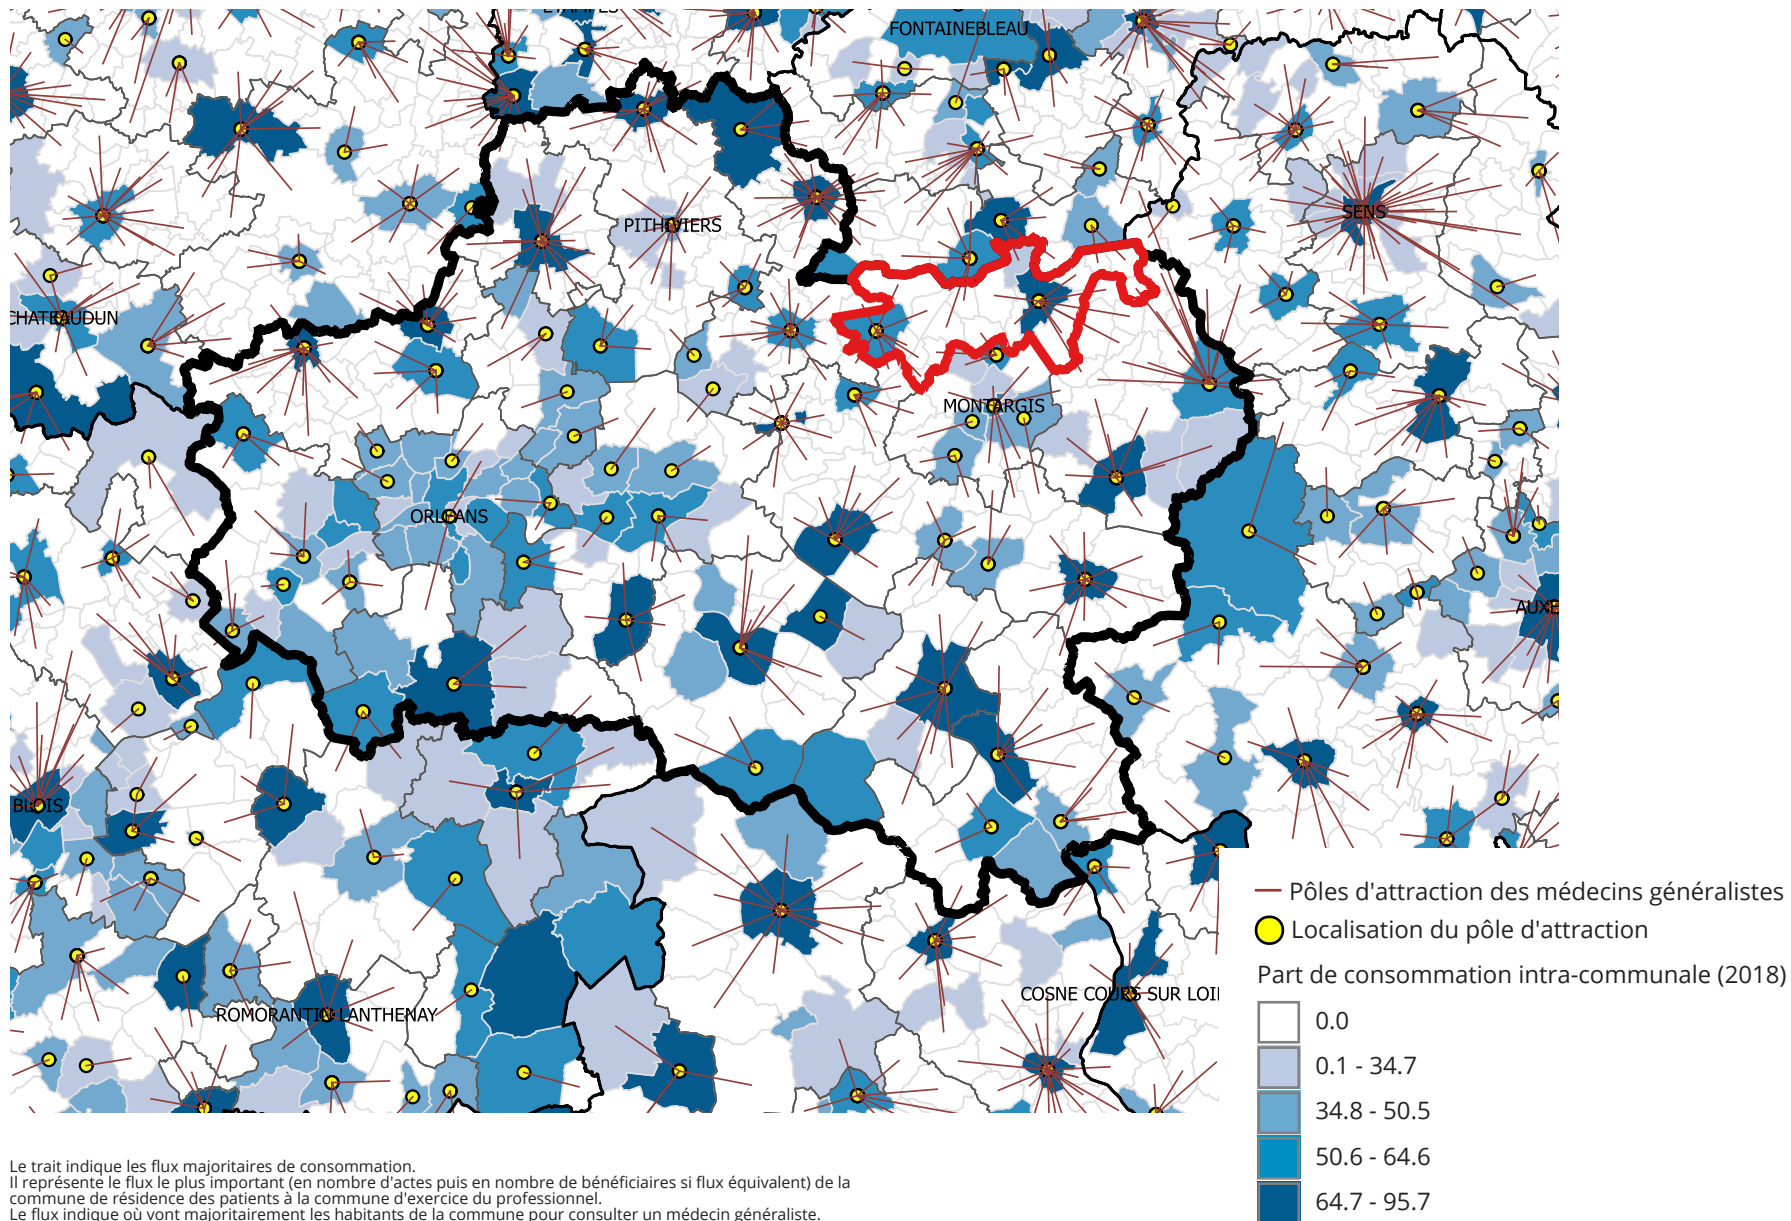 ETAMPES
FONTAINEBLEAU
PITHIVIERS
SENS
CHATEAUDUN
MONTARGIS
ORLEANS
AUXE
BLOIS
COSNE COURS SUR LOI
ROMORANTIN LANTHENAY
Pôles d'attraction des médecins généralistes
Localisation du pôle d'attraction
Part de consommation intra-communale (2018)
0.0
0.1 - 34.7
34.8 - 50.5
50.6 - 64.6
64.7 - 95.7
Le trait indique les flux majoritaires de consommation.
Il représente le flux le plus important (en nombre d'actes puis en nombre de bénéficiaires si flux équivalent) de la
commune de résidence des patients à la commune d'exercice du professionnel.
Le flux indique où vont majoritairement les habitants de la commune pour consulter un médecin généraliste.